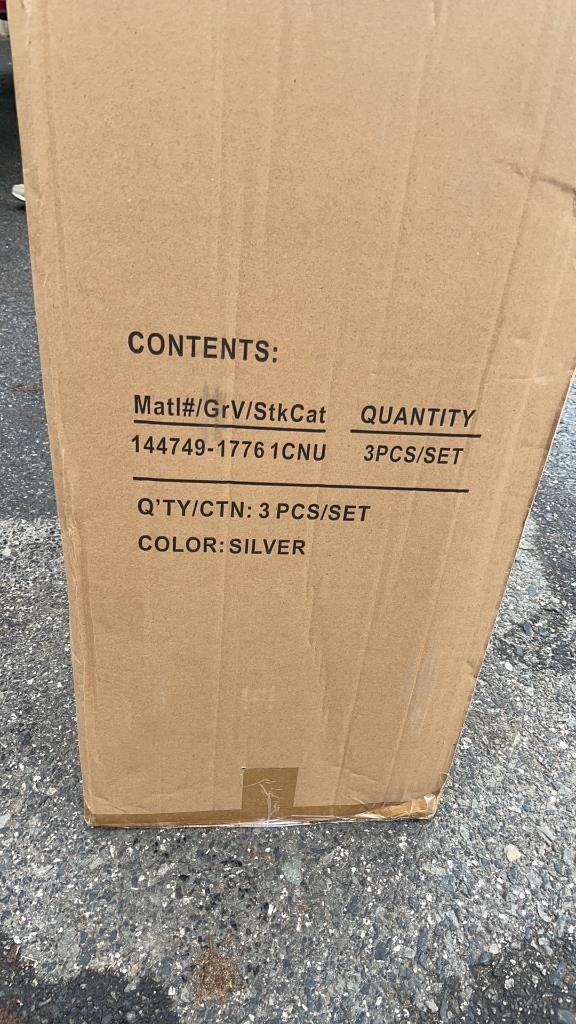 CONTENTS:
Matl#/GrV/StkCat QUANTITY
144749-1776 1CNU 3PCS/SET
Q'TY/CTN: 3 PCS/SET
COLOR: SILVER